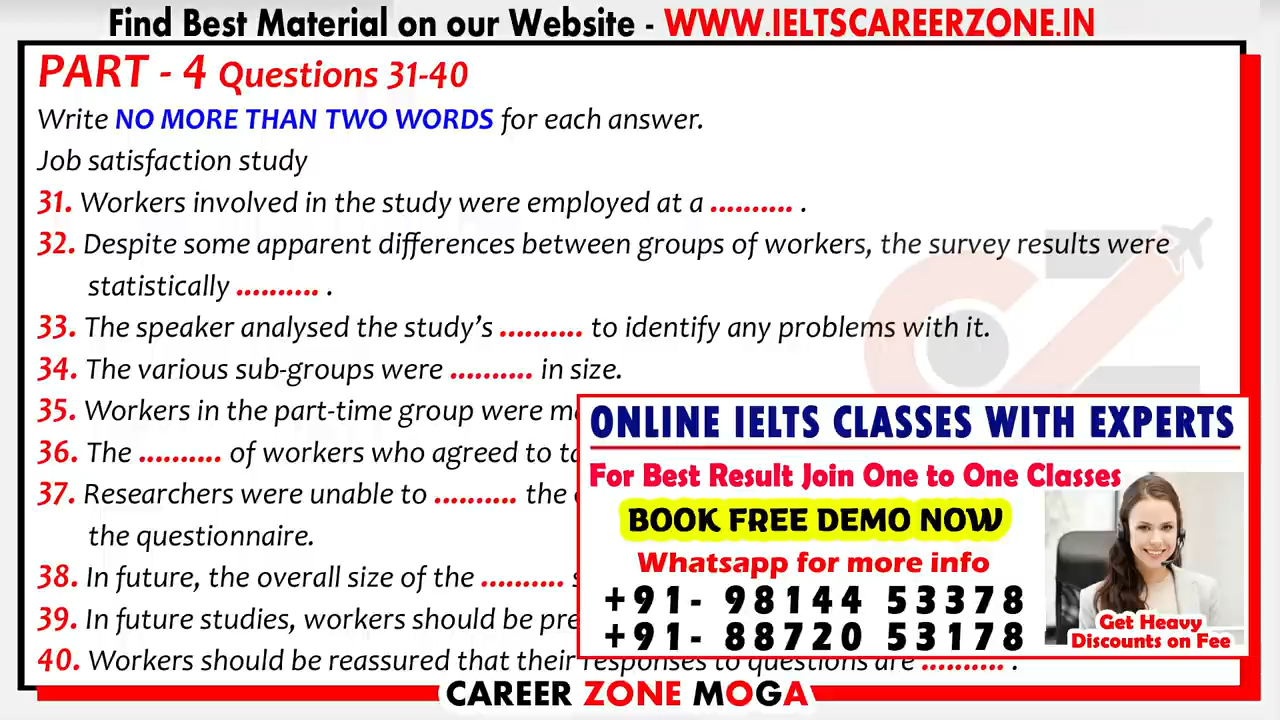 Find Best Material on our Website - WWW.IELTSCAREERZONE.IN
PART - 4 Questions 31-40
Write NO MORE THAN TWO WORDS for each answer.
Job satisfaction study
31. Workers involved in the study were employed at a .......... .
32. Despite some apparent differences between groups of workers, the survey results were
statistically .......... .
33. The speaker analysed the study's .......... to identify any problems with it.
34. The various sub-groups were .......... in size.
35. Workers in the part-time group were
36. The .......... of workers who agreed to
37. Researchers were unable to .......... the
the questionnaire.
38. In future, the overall size of the ..........
39. In future studies, workers should be
40. Workers should be reassured that their responses to questions are .......... .
ONLINE IELTS CLASSES WITH EXPERTS
For Best Result Join One to One Classes
BOOK FREE DEMO NOW
Whatsapp for more info
+91- 98144 53378
+91- 88720 53178
Get Heavy
Discounts on Fee
CAREER ZONE MOGA